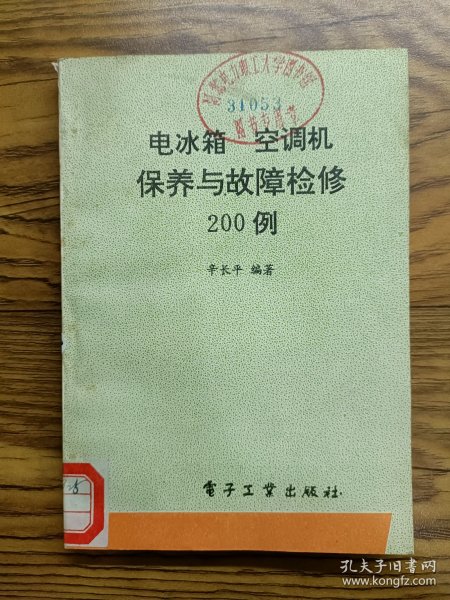 31053
电冰箱 空调机
保养与故障检修
200例
辛长平 编著
5
電子工業出版社
孔夫子旧书网
www.kongfz.com